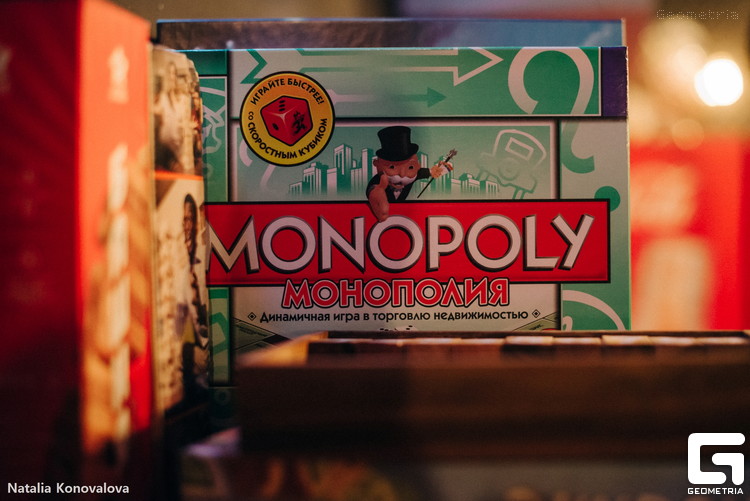 Geometria
ИГРАЙТЕ БЫСТРЕЕ!
СО СКОРОСТНЫМ КУБИКОМ
MONOPOLY
МОНОПОЛИЯ
Динамичная игра в торговлю недвижимостью
Natalia Konovalova
GEOMETRIA